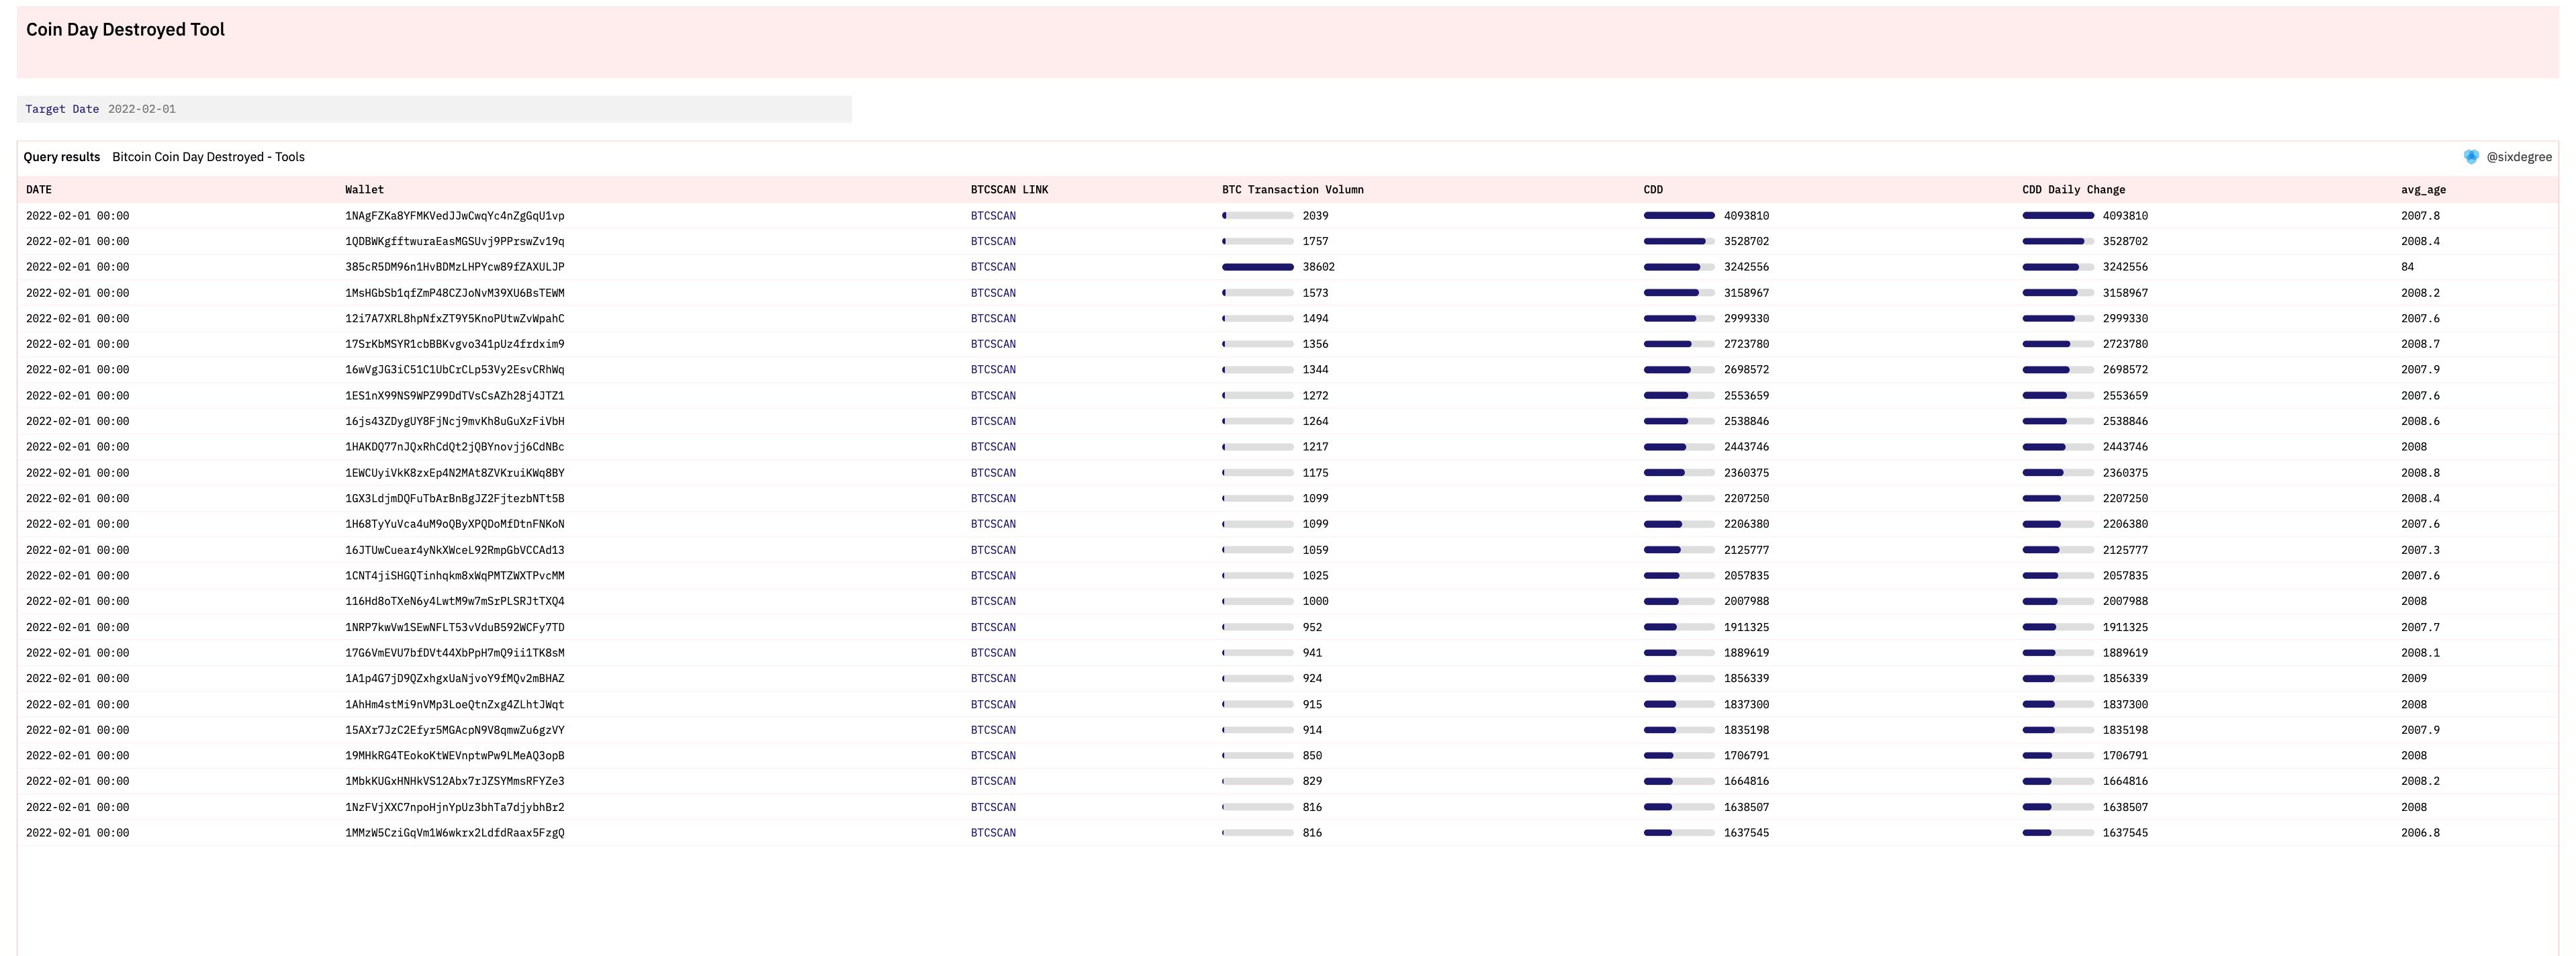 Coin Day Destroyed Tool
Target Date 2022-02-01
Query results Bitcoin Coin Day Destroyed - Tools @sixdegree
DATE Wallet BTCSCAN LINK BTC Transaction Volumn CDD CDD Daily Change avg_age
2022-02-01 00:00 1NAgFZKa8YFMKVedJJwCwqYc4nZgGqU1vp BTCSCAN 2039 4093810 4093810 2007.8
2022-02-01 00:00 1QDBWKgfftwuraEasMGSUvj9PPrswZv19q BTCSCAN 1757 3528702 3528702 2008.4
2022-02-01 00:00 385cR5DM96n1HvBDMzLHPYcw89fZAXULJP BTCSCAN 38602 3242556 3242556 84
2022-02-01 00:00 1MsHGbSb1qfZmP48CZJoNvM39XU6BsTEWM BTCSCAN 1573 3158967 3158967 2008.2
2022-02-01 00:00 12i7A7XRL8hpNfxZT9Y5KnoPUtwZvWpahC BTCSCAN 1494 2999330 2999330 2007.6
2022-02-01 00:00 17SrKbMSYR1cbBBKvgvo341pUz4frdxim9 BTCSCAN 1356 2723780 2723780 2008.7
2022-02-01 00:00 16wVgJG3iC51C1UbCrCLp53Vy2EsvCRhWq BTCSCAN 1344 2698572 2698572 2007.9
2022-02-01 00:00 1ES1nX99NS9WPZ99DdTVsCsAZh28j4JTZ1 BTCSCAN 1272 2553659 2553659 2007.6
2022-02-01 00:00 16js43ZDygUY8FjNcj9mvKh8uGuXzFiVbH BTCSCAN 1264 2538846 2538846 2008.6
2022-02-01 00:00 1HAKDQ77nJQxRhCdQt2jQBYnovjj6CdNBc BTCSCAN 1217 2443746 2443746 2008
2022-02-01 00:00 1EWCUyiVkK8zxEp4N2MAt8ZVKruiKWq8BY BTCSCAN 1175 2360375 2360375 2008.8
2022-02-01 00:00 1GX3LdjmDQFuTbArBnBgJZ2FjtezbNTt5B BTCSCAN 1099 2207250 2207250 2008.4
2022-02-01 00:00 1H68TyYuVca4uM9oQByXPQDoMfDtnFNKoN BTCSCAN 1099 2206380 2206380 2007.6
2022-02-01 00:00 16JTUwCuear4yNkXWceL92RmpGbVCCAd13 BTCSCAN 1059 2125777 2125777 2007.3
2022-02-01 00:00 1CNT4jiSHGQTinhqkm8xWqPMTZWXTPvcMM BTCSCAN 1025 2057835 2057835 2007.6
2022-02-01 00:00 116Hd8oTXeN6y4LwtM9w7mSrPLSRJtTXQ4 BTCSCAN 1000 2007988 2007988 2008
2022-02-01 00:00 1NRP7kwVw1SEwNFLT53vVduB592WCFy7TD BTCSCAN 952 1911325 1911325 2007.7
2022-02-01 00:00 17G6VmEVU7bfDVt44XbPpH7mQ9ii1TK8sM BTCSCAN 941 1889619 1889619 2008.1
2022-02-01 00:00 1A1p4G7jD9QZxhgxUaNjvoY9fMQv2mBHAZ BTCSCAN 924 1856339 1856339 2009
2022-02-01 00:00 1AhHm4stMi9nVMp3LoeQtnZxg4ZLhtJWqt BTCSCAN 915 1837300 1837300 2008
2022-02-01 00:00 15AXr7JzC2Efyr5MGAcpN9V8qmwZu6gzVY BTCSCAN 914 1835198 1835198 2007.9
2022-02-01 00:00 19MHkRG4TEokoKtWEVnptwPw9LMeAQ3opB BTCSCAN 850 1706791 1706791 2008
2022-02-01 00:00 1MbkKUGxHNHkVS12Abx7rJZSYMmsRFYZe3 BTCSCAN 829 1664816 1664816 2008.2
2022-02-01 00:00 1NzFVjXXC7npoHjnYpUz3bhTa7djybhBr2 BTCSCAN 816 1638507 1638507 2008
2022-02-01 00:00 1MMzW5CziGqVm1W6wkrx2LdfdRaax5FzgQ BTCSCAN 816 1637545 1637545 2006.8